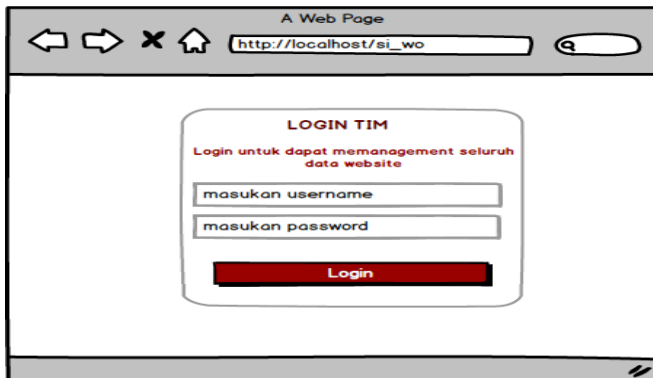 A Web Page
http://localhost/si_wo
LOGIN TIM
Login untuk dapat memanagement seluruh
data website
masukan username
masukan password
Login